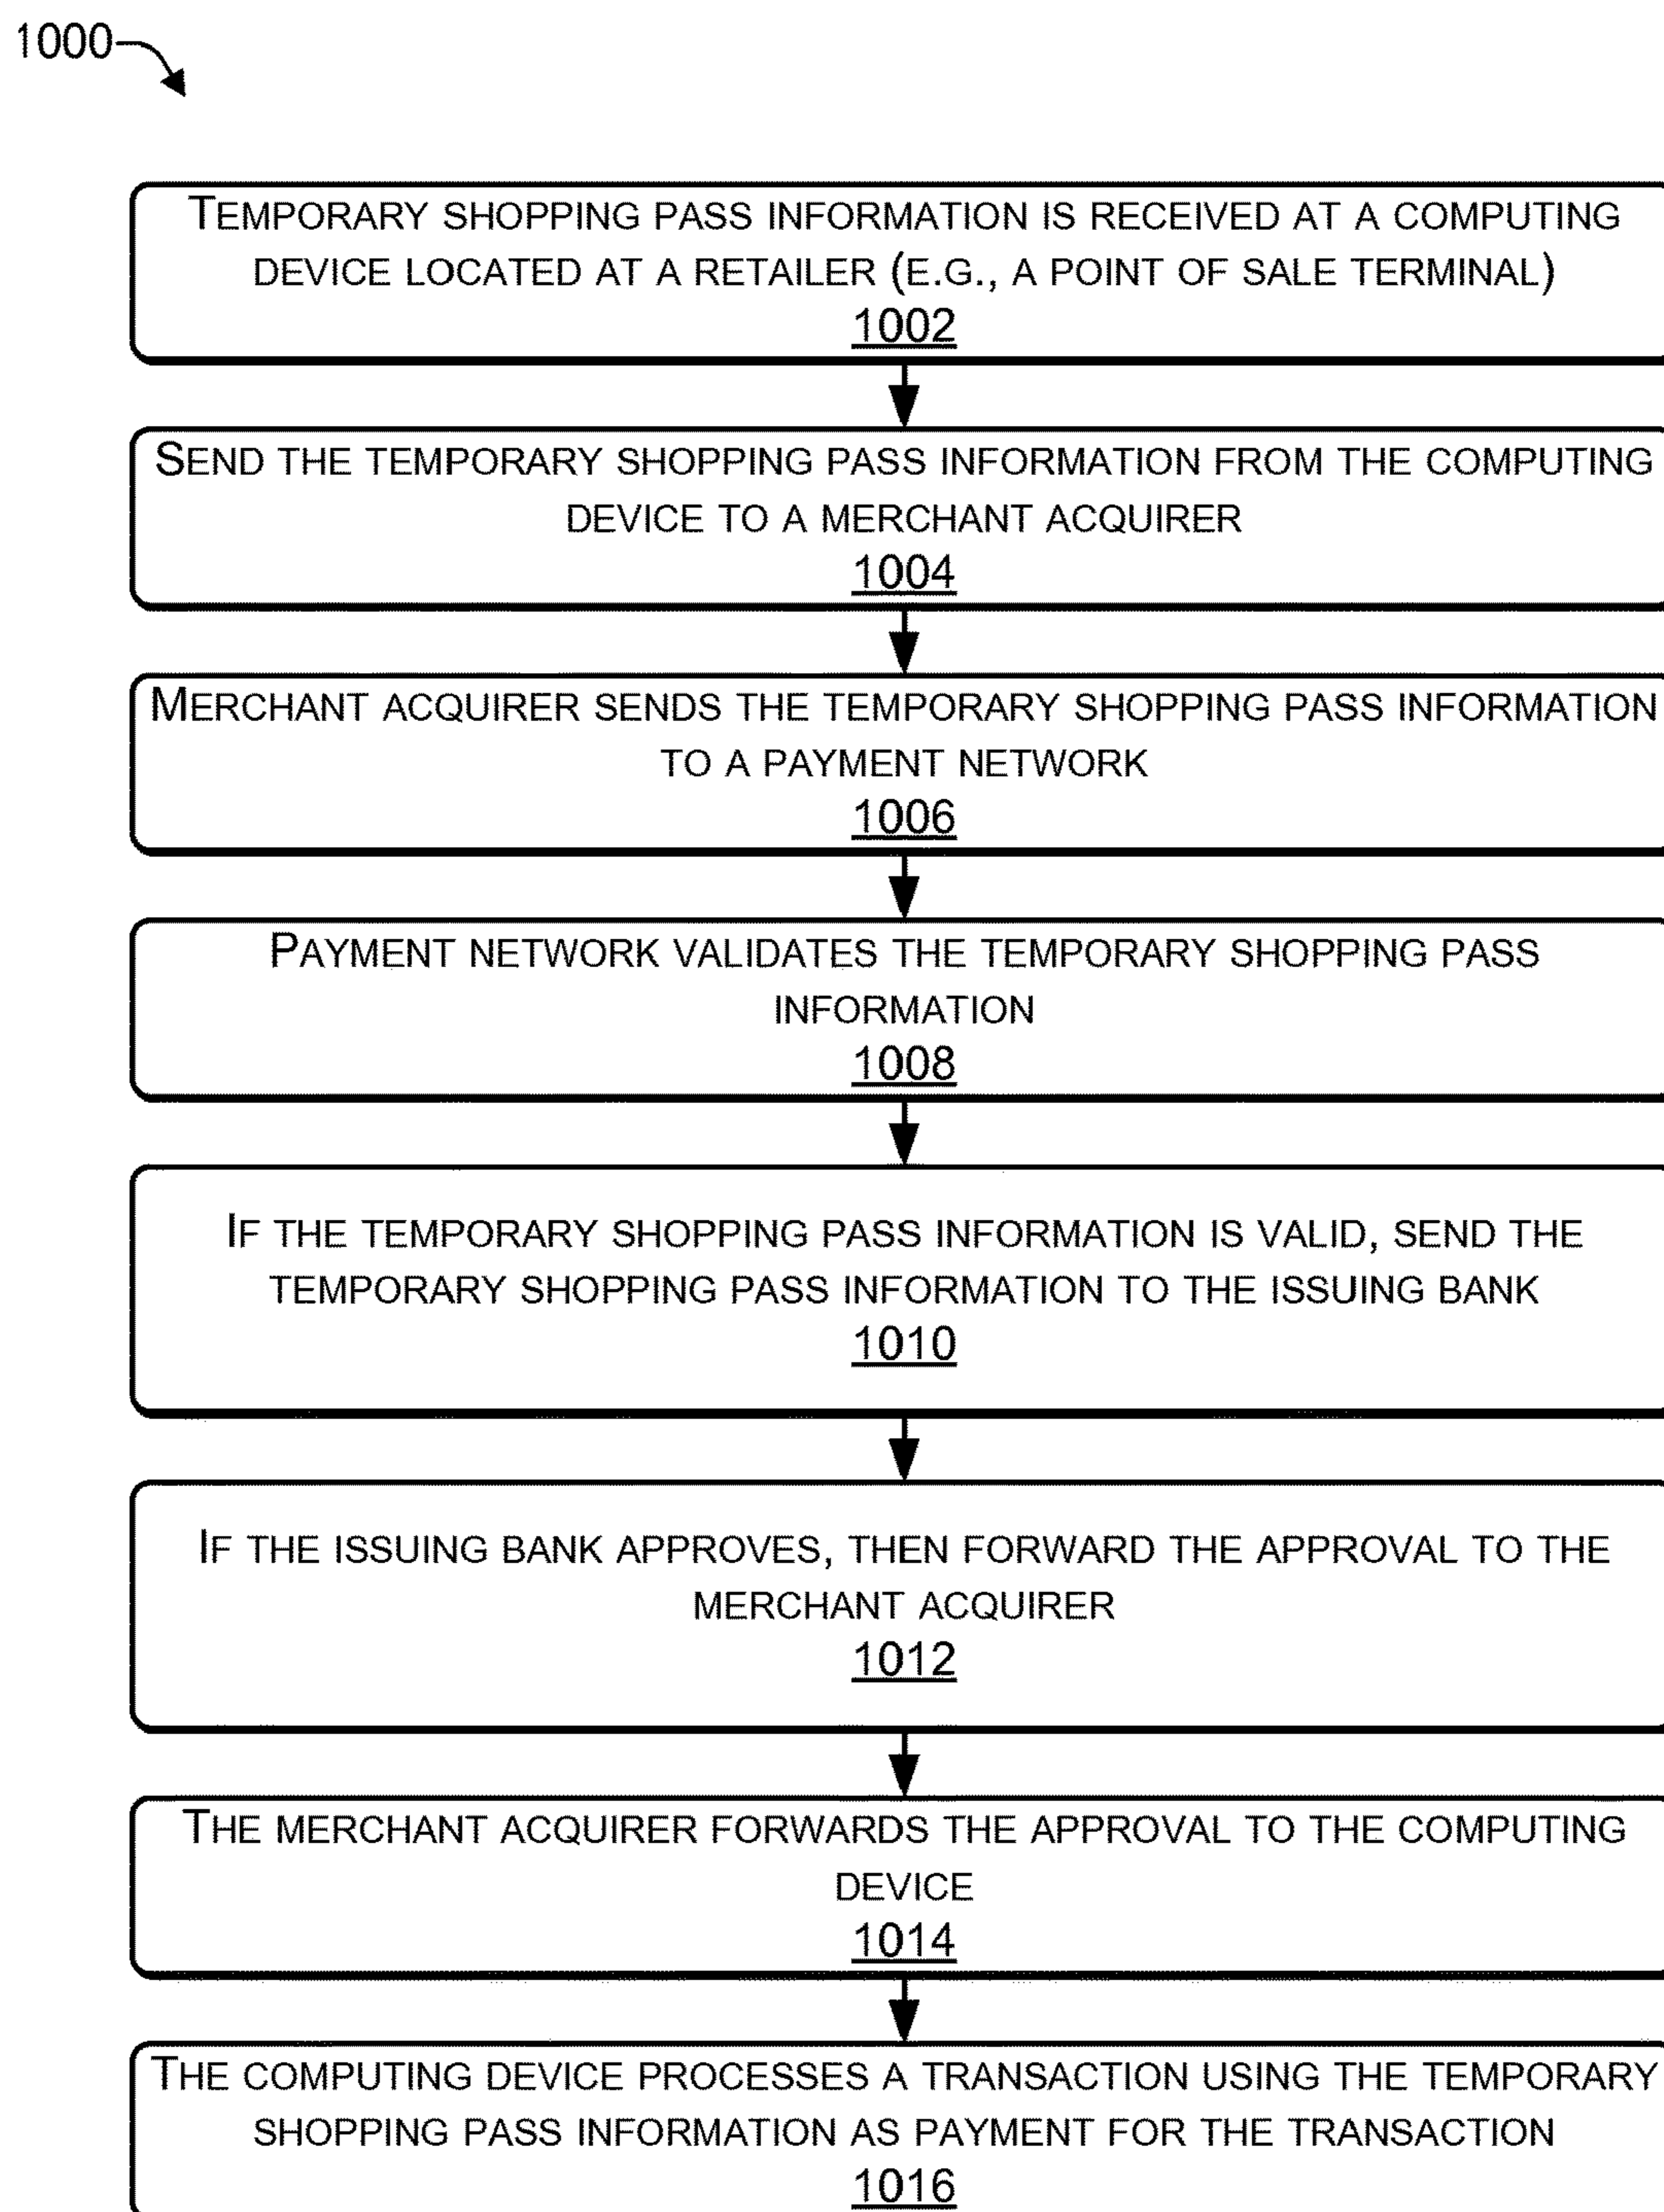 1000
TEMPORARY SHOPPING PASS INFORMATION IS RECEIVED AT A COMPUTING
DEVICE LOCATED AT A RETAILER (E.G., A POINT OF SALE TERMINAL)
1002
SEND THE TEMPORARY SHOPPING PASS INFORMATION FROM THE COMPUTING
DEVICE TO A MERCHANT ACQUIRER
1004
MERCHANT ACQUIRER SENDS THE TEMPORARY SHOPPING PASS INFORMATION
TO A PAYMENT NETWORK
1006
PAYMENT NETWORK VALIDATES THE TEMPORARY SHOPPING PASS
INFORMATION
1008
IF THE TEMPORARY SHOPPING PASS INFORMATION IS VALID, SEND THE
TEMPORARY SHOPPING PASS INFORMATION TO THE ISSUING BANK
1010
IF THE ISSUING BANK APPROVES, THEN FORWARD THE APPROVAL TO THE
MERCHANT ACQUIRER
1012
THE MERCHANT ACQUIRER FORWARDS THE APPROVAL TO THE COMPUTING
DEVICE
1014
THE COMPUTING DEVICE PROCESSES A TRANSACTION USING THE TEMPORARY
SHOPPING PASS INFORMATION AS PAYMENT FOR THE TRANSACTION
1016